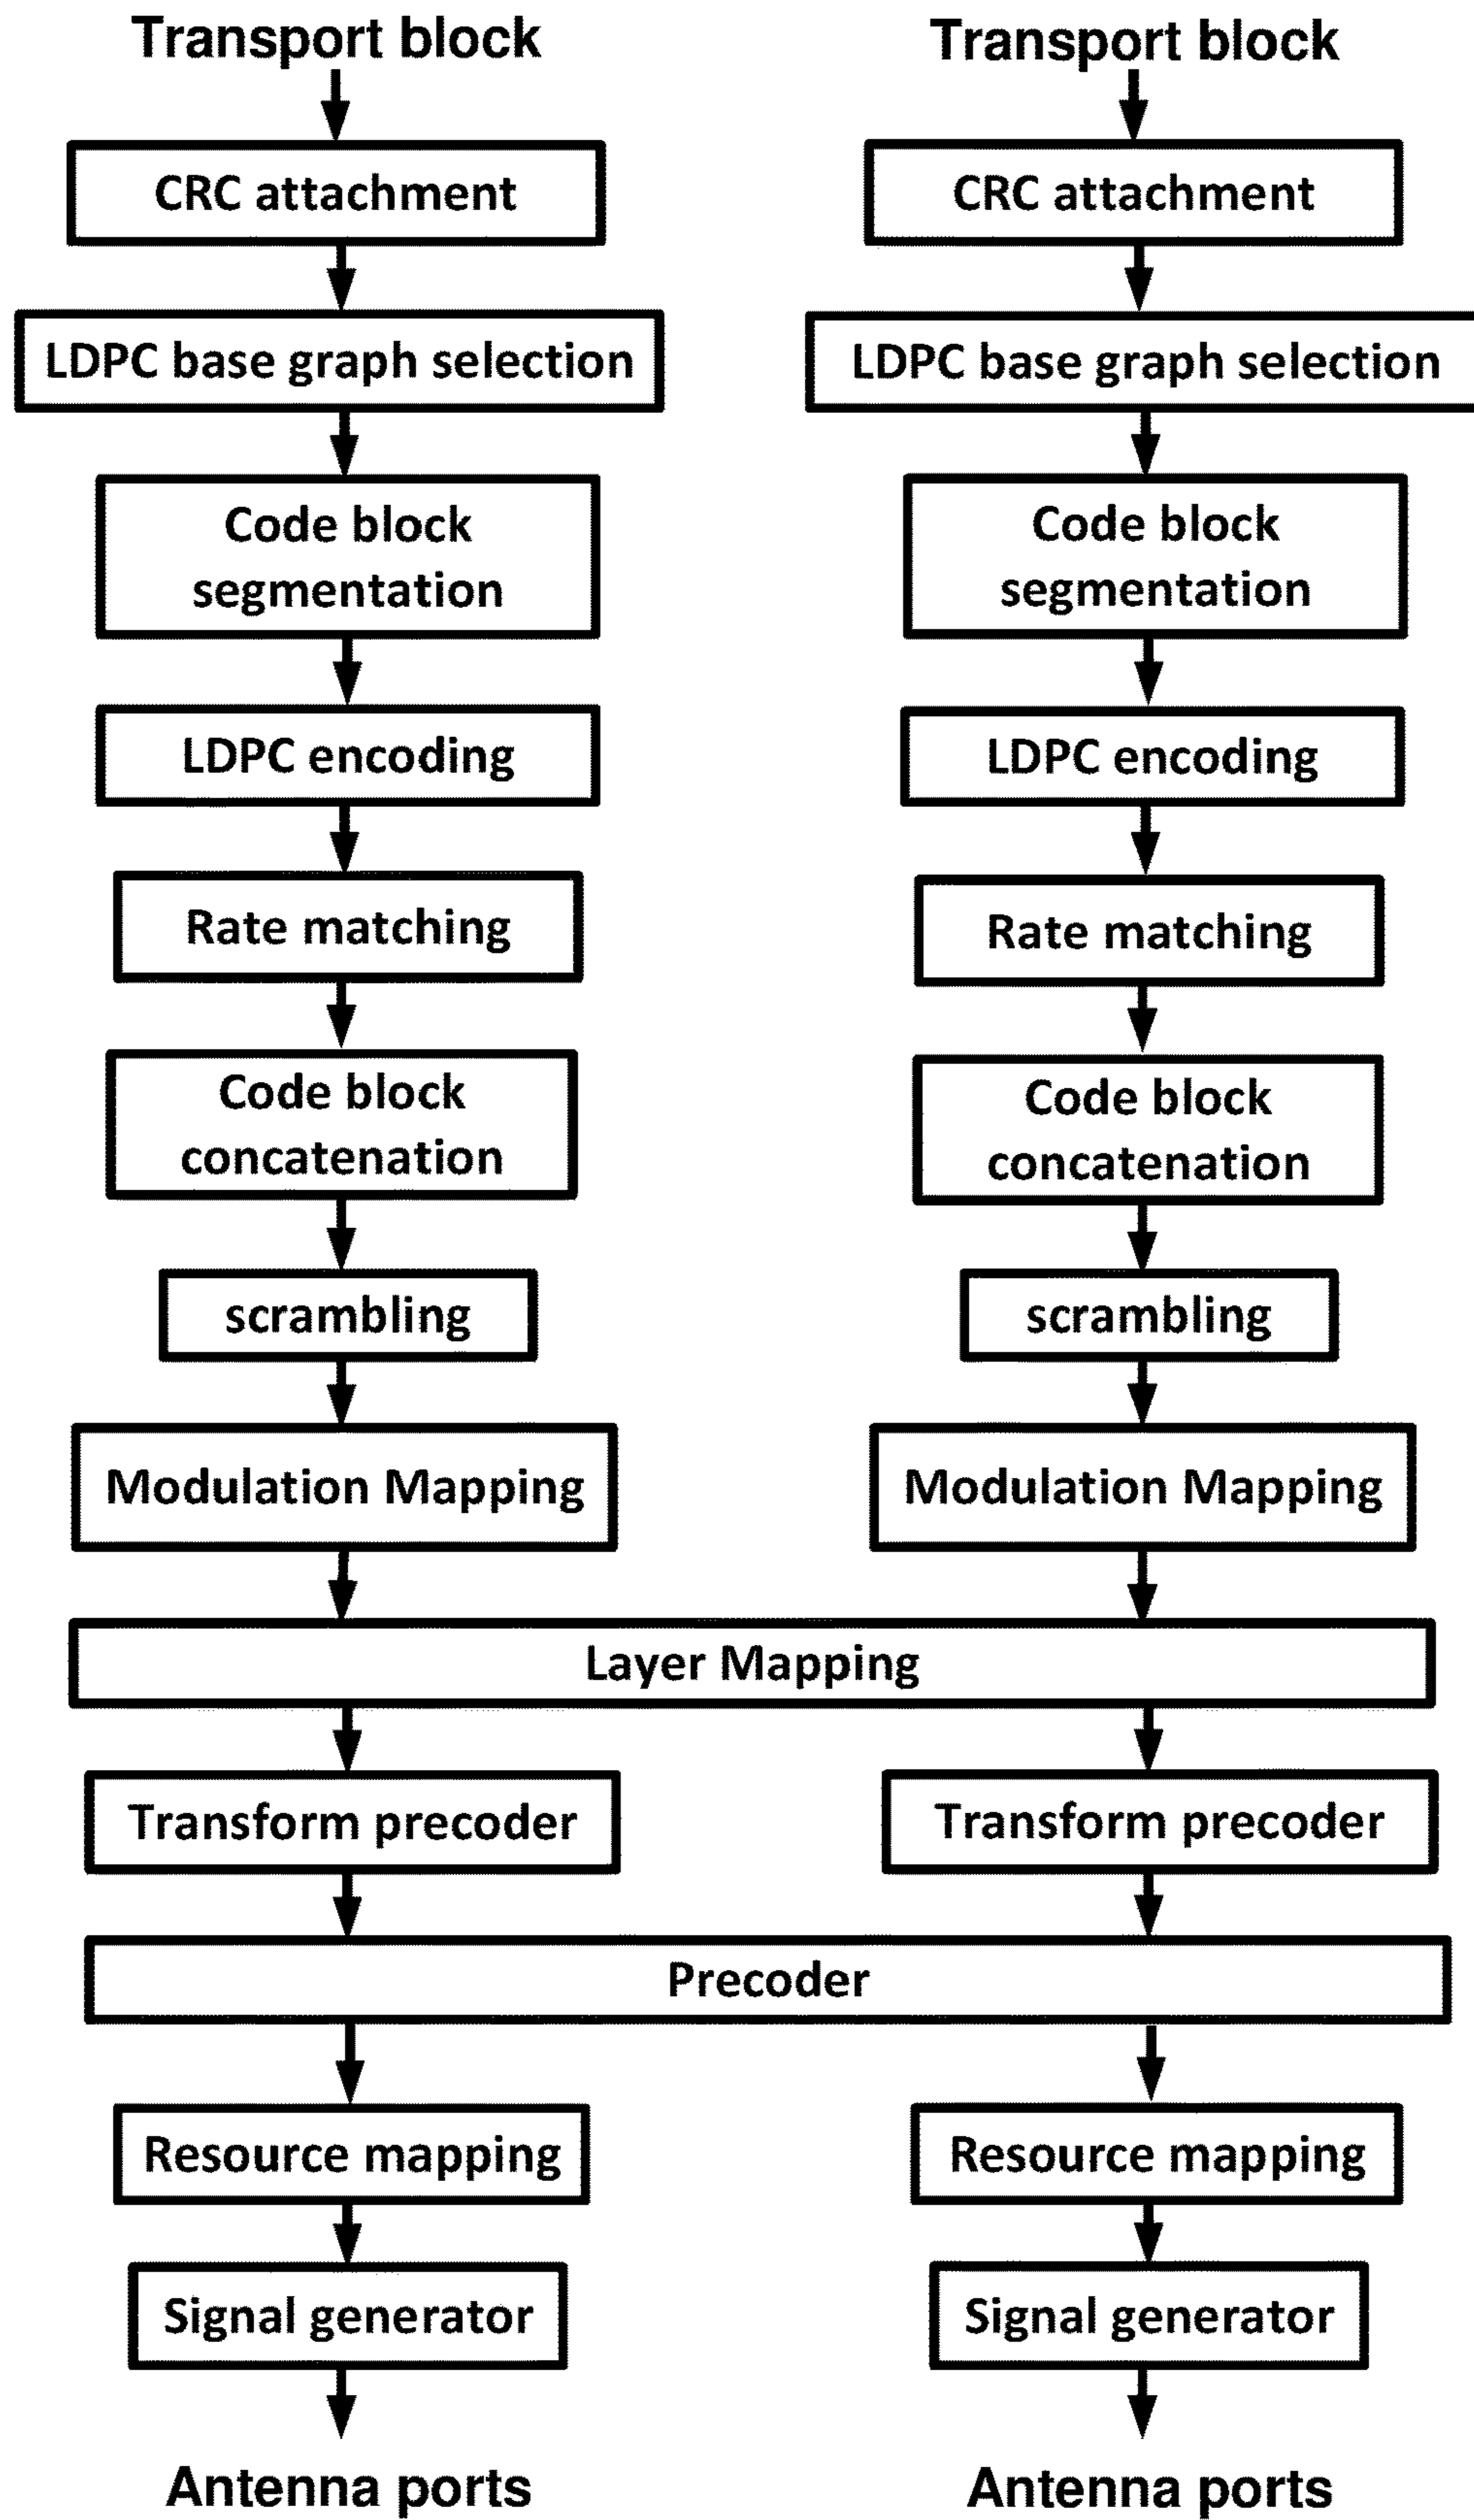 Transport block
Transport block
CRC attachment
CRC attachment
LDPC base graph selection
LDPC base graph selection
Code block
segmentation
Code block
segmentation
LDPC encoding
LDPC encoding
Rate matching
Rate matching
Code block
concatenation
Code block
concatenation
scrambling
scrambling
Modulation Mapping
Modulation Mapping
Layer Mapping
Transform precoder
Transform precoder
Precoder
Resource mapping
Resource mapping
Signal generator
Signal generator
Antenna ports
Antenna ports